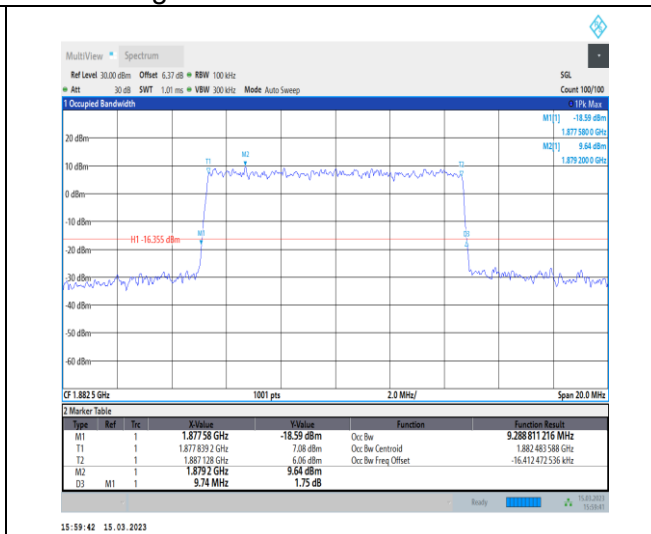 MultiView Spectrum
Ref Level 30.00 dBm Offset 6.37 dB RBW 100 kHz SGL
Att 30 dB SWT 1.01 ms VBW 300 kHz Mode Auto Sweep Count 100/100
1 Occupied Bandwidth 1Pk Max
M1[1] -18.59 dBm
1.877 580 0 GHz
M2[1] 9.64 dBm
1.879 200 0 GHz
20 dBm
10 dBm
0 dBm
-10 dBm
-20 dBm
-30 dBm
-40 dBm
-50 dBm
-60 dBm
T1
M2
T2
M1
D3
H1 -16.355 dBm
CF 1.882 5 GHz 1001 pts 2.0 MHz/ Span 20.0 MHz
2 Marker Table
Type Ref Trc X-Value Y-Value Function Function Result
M1 1 1.877 58 GHz -18.59 dBm Occ Bw 9.288 811 216 MHz
T1 1 1.877 839 2 GHz 7.08 dBm Occ Bw Centroid 1.882 483 588 GHz
T2 1 1.887 128 GHz 6.06 dBm Occ Bw Freq Offset -16.412 472 536 kHz
M2 1 1.879 2 GHz 9.64 dBm
D3 M1 1 9.74 MHz 1.75 dB
Ready 15.03.2023
15:59:41
15:59:42 15.03.2023